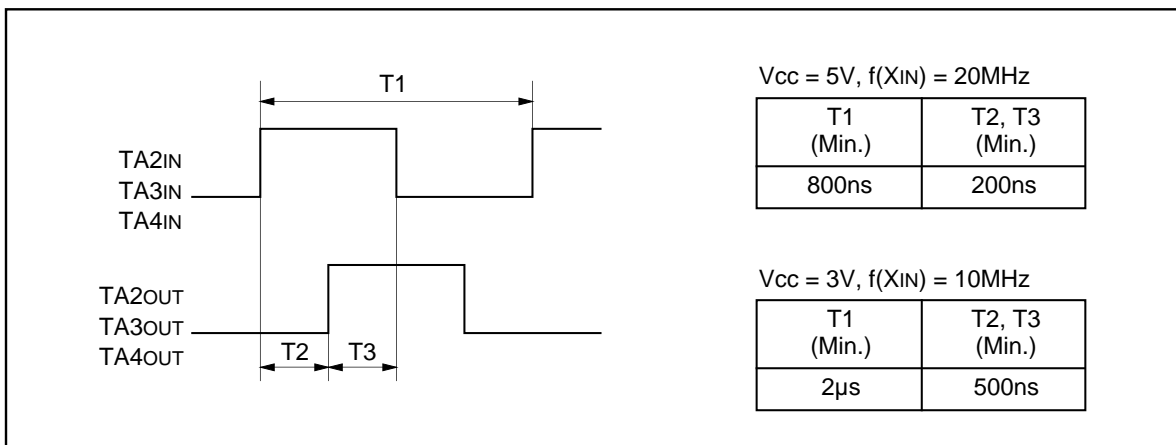 T1
TA2IN
TA3IN
TA4IN
TA2OUT
TA3OUT
TA4OUT
T2 T3
Vcc = 5V, f(XIN) = 20MHz
T1 T2, T3
(Min.) (Min.)
800ns 200ns
Vcc = 3V, f(XIN) = 10MHz
T1 T2, T3
(Min.) (Min.)
2µs 500ns